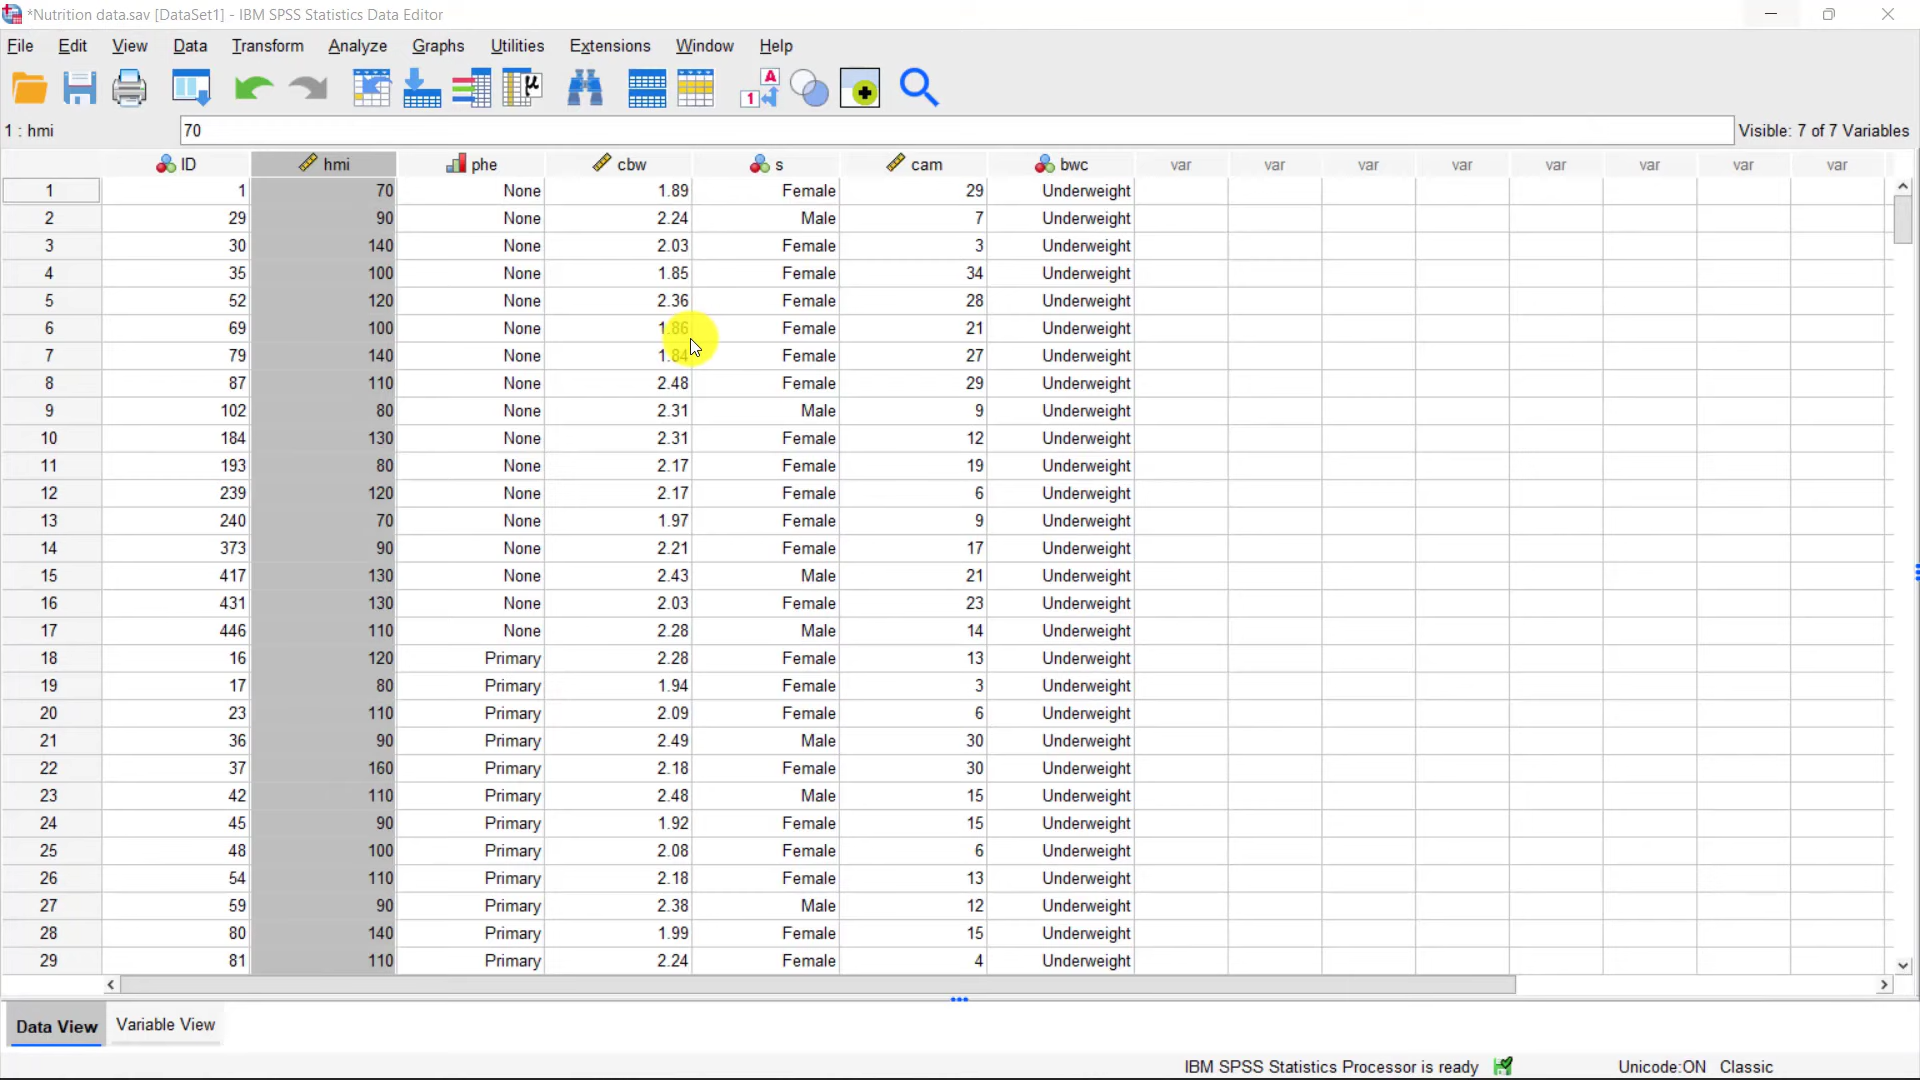 *Nutrition data.sav [DataSet1] - IBM SPSS Statistics Data Editor
File Edit View Data Transform Analyze Graphs Utilities Extensions Window Help
1 : hmi 70 Visible: 7 of 7 Variables
ID hmi phe cbw s cam bwc var var var var var var var var
1 1 70 None 1.89 Female 29 Underweight
2 29 90 None 2.24 Male 7 Underweight
3 30 140 None 2.03 Female 3 Underweight
4 35 100 None 1.85 Female 34 Underweight
5 52 120 None 2.36 Female 28 Underweight
6 69 100 None 1.86 Female 21 Underweight
7 79 140 None 1.84 Female 27 Underweight
8 87 110 None 2.48 Female 29 Underweight
9 102 80 None 2.31 Male 9 Underweight
10 184 130 None 2.31 Female 12 Underweight
11 193 80 None 2.17 Female 19 Underweight
12 239 120 None 2.17 Female 6 Underweight
13 240 70 None 1.97 Female 9 Underweight
14 373 90 None 2.21 Female 17 Underweight
15 417 130 None 2.43 Male 21 Underweight
16 431 130 None 2.03 Female 23 Underweight
17 446 110 None 2.28 Male 14 Underweight
18 16 120 Primary 2.28 Female 13 Underweight
19 17 80 Primary 1.94 Female 3 Underweight
20 23 110 Primary 2.09 Female 6 Underweight
21 36 90 Primary 2.49 Male 30 Underweight
22 37 160 Primary 2.18 Female 30 Underweight
23 42 110 Primary 2.48 Male 15 Underweight
24 45 90 Primary 1.92 Female 15 Underweight
25 48 100 Primary 2.08 Female 6 Underweight
26 54 110 Primary 2.18 Female 13 Underweight
27 59 90 Primary 2.38 Male 12 Underweight
28 80 140 Primary 1.99 Female 15 Underweight
29 81 110 Primary 2.24 Female 4 Underweight
Data View Variable View
IBM SPSS Statistics Processor is ready Unicode:ON Classic